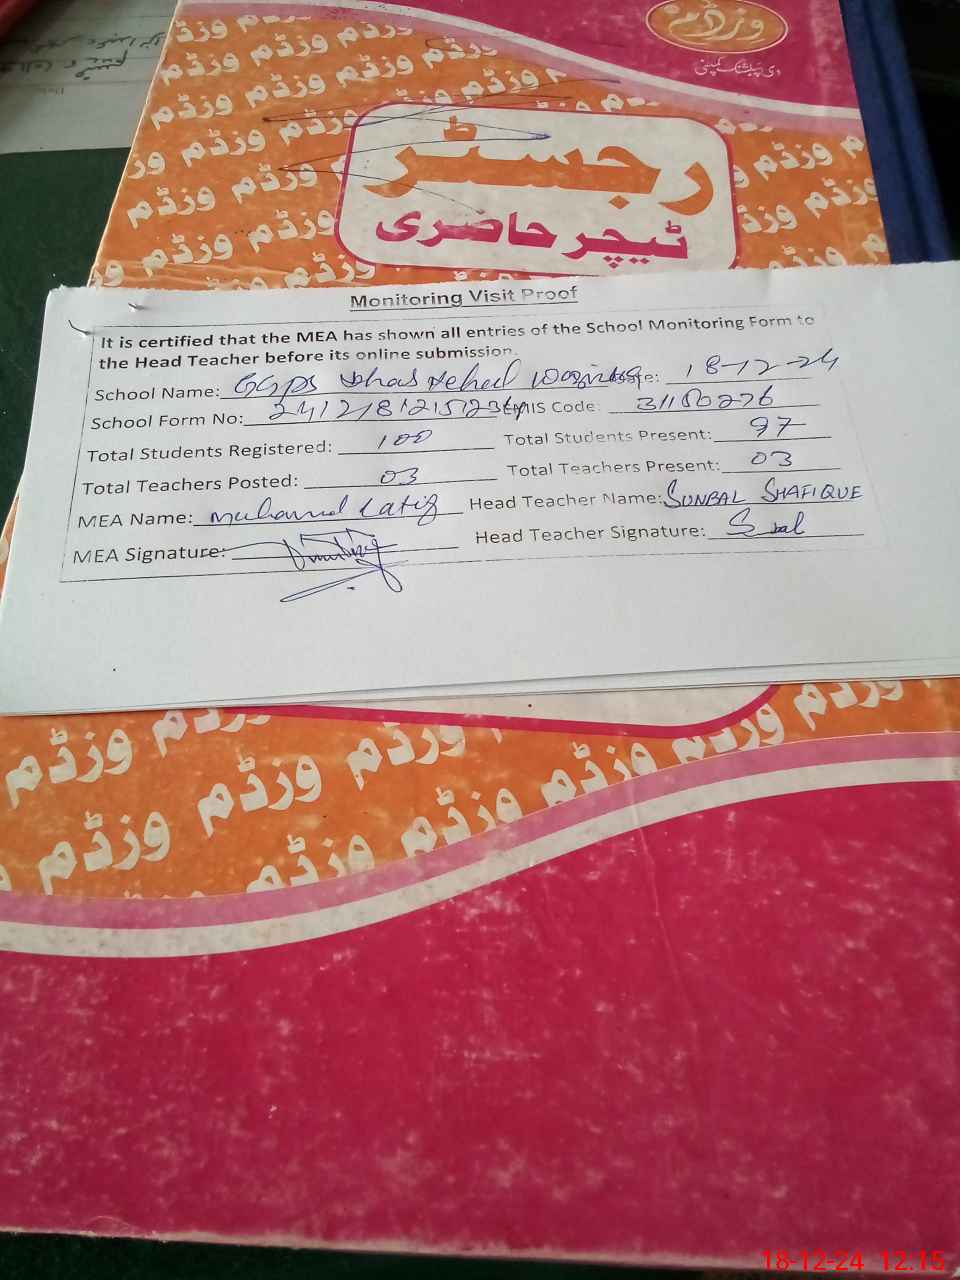 وزڈم
دی پبلشنگ کمپنی
رجسٹر
ٹیچر حاضری
Monitoring Visit Proof
It is certified that the MEA has shown all entries of the School Monitoring Form to
the Head Teacher before its online submission.
School Name: GGPS Date: 18-12-24
School Form No: EMIS Code: 31150276
Total Students Registered: 100 Total Students Present: 97
Total Teachers Posted: 03 Total Teachers Present: 03
MEA Name: Muhammad Latif Head Teacher Name: SUNBAL SHAFIQUE
MEA Signature: Head Teacher Signature:
وزڈم وزڈم وزڈم
18-12-24 12:15